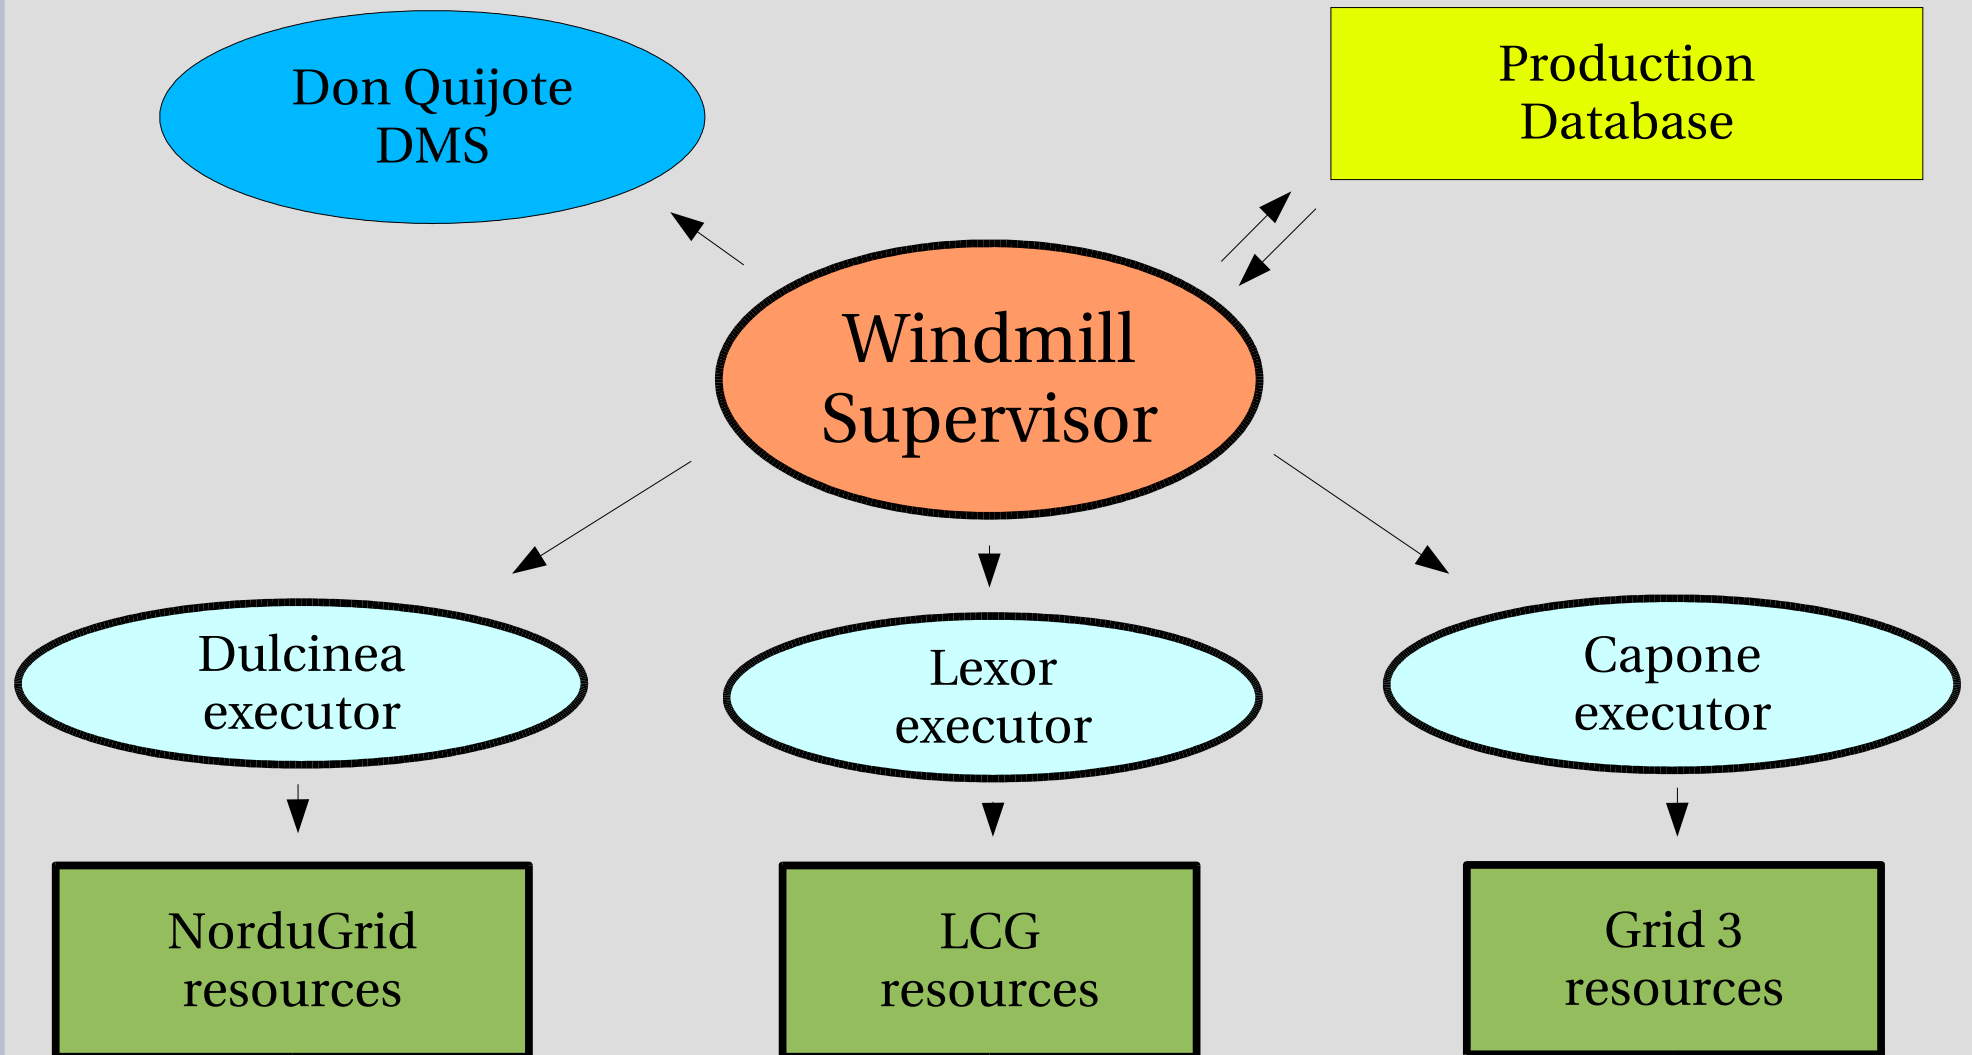 Don Quijote
DMS
Production
Database
Windmill
Supervisor
Dulcinea
executor
Lexor
executor
Capone
executor
NorduGrid
resources
LCG
resources
Grid 3
resources